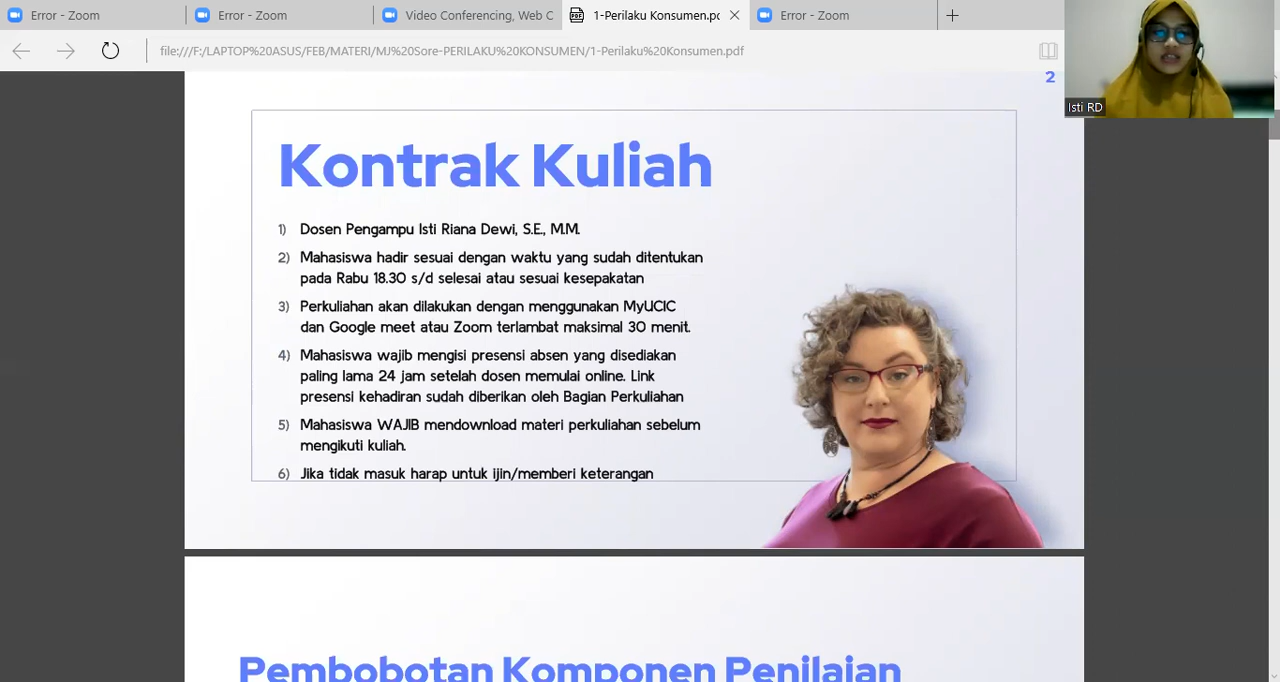 Error - Zoom
Error - Zoom
Video Conferencing, Web C
1-Perilaku Konsumen.pc
Error - Zoom
file:///F:/LAPTOP%20ASUS/FEB/MATERI/MJ%20Sore-PERILAKU%20KONSUMEN/1-Perilaku%20Konsumen.pdf
2
Isti RD
Kontrak Kuliah
1) Dosen Pengampu Isti Riana Dewi, S.E., M.M.
2) Mahasiswa hadir sesuai dengan waktu yang sudah ditentukan
pada Rabu 18.30 s/d selesai atau sesuai kesepakatan
3) Perkuliahan akan dilakukan dengan menggunakan MyUCIC
dan Google meet atau Zoom terlambat maksimal 30 menit.
4) Mahasiswa wajib mengisi presensi absen yang disediakan
paling lama 24 jam setelah dosen memulai online. Link
presensi kehadiran sudah diberikan oleh Bagian Perkuliahan
5) Mahasiswa WAJIB mendownload materi perkuliahan sebelum
mengikuti kuliah.
6) Jika tidak masuk harap untuk ijin/memberi keterangan
Pembobotan Komponen Penilaian